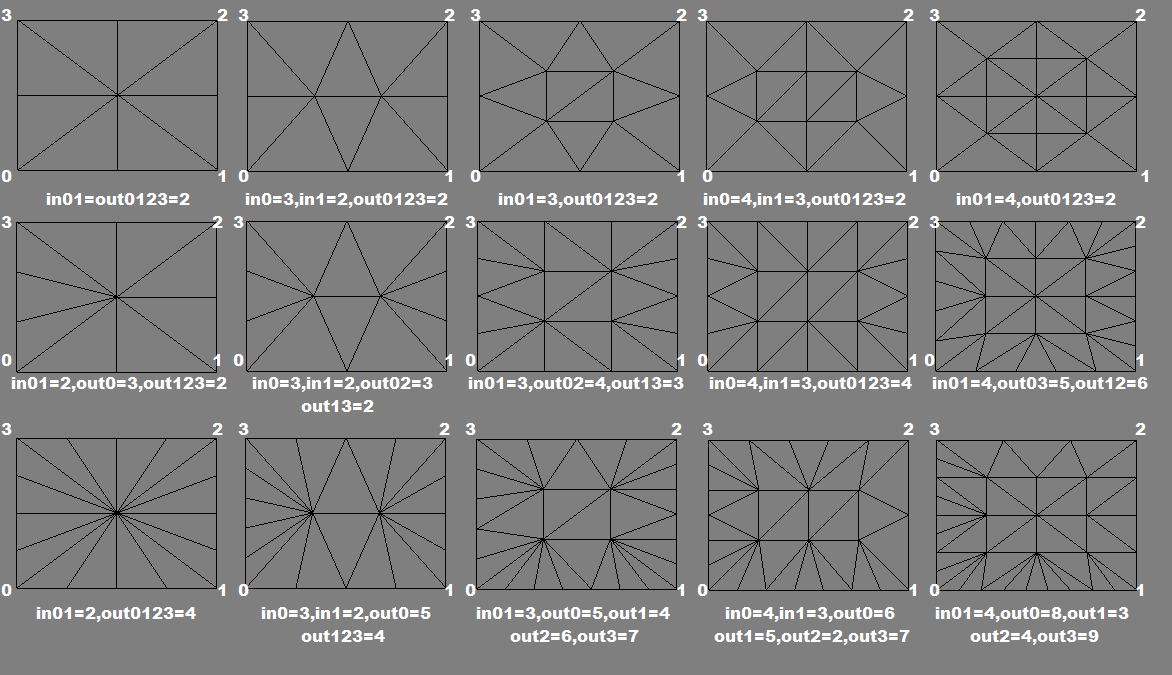 3 2 3 2 3 2 3 2 3 2
0 1 0 1 0 1 0 1 0 1
in01=out0123=2 in0=3,in1=2,out0123=2 in01=3,out0123=2 in0=4,in1=3,out0123=2 in01=4,out0123=2
3 2 3 2 3 2 3 2 3 2
0 1 0 1 0 1 0 1 0 1
in01=2,out0=3,out123=2 in0=3,in1=2,out02=3 in01=3,out02=4,out13=3 in0=4,in1=3,out0123=4 in01=4,out03=5,out12=6
out13=2
3 2 3 2 3 2 3 2 3 2
0 1 0 1 0 1 0 1 0 1
in01=2,out0123=4 in0=3,in1=2,out0=5 in01=3,out0=5,out1=4 in0=4,in1=3,out0=6 in01=4,out0=8,out1=3
out123=4 out2=6,out3=7 out1=5,out2=2,out3=7 out2=4,out3=9